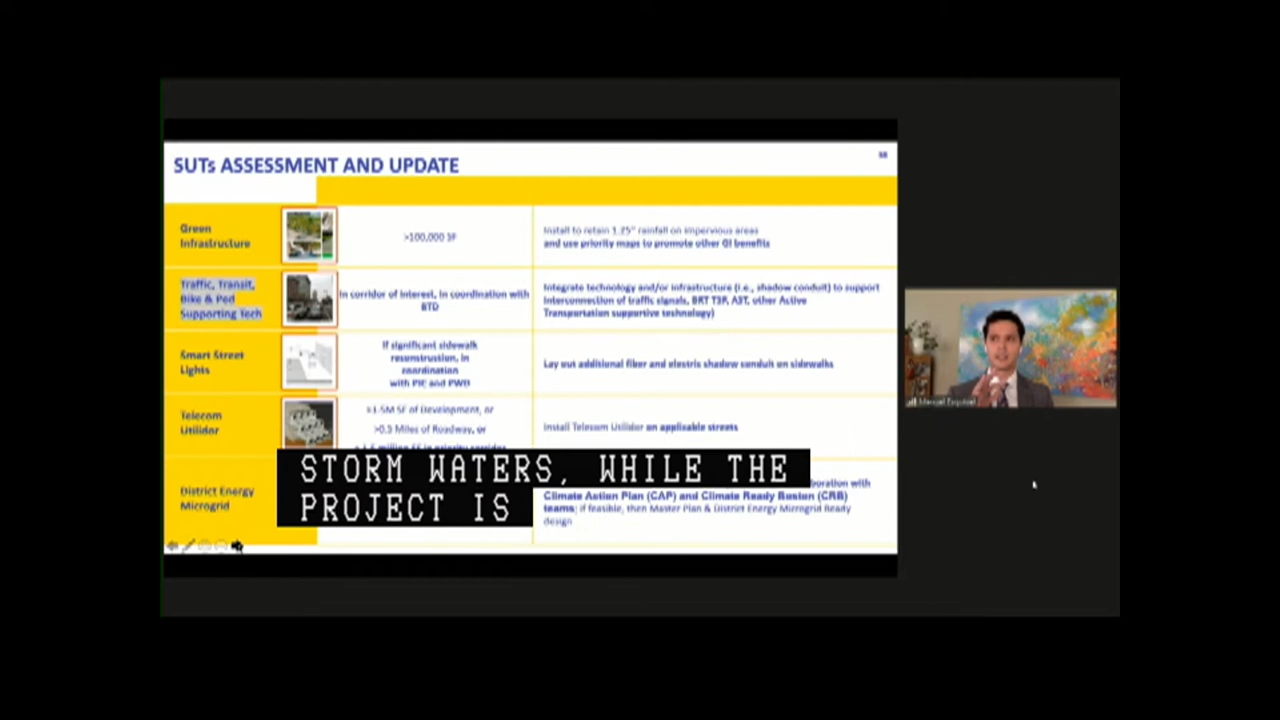 SUTs ASSESSMENT AND UPDATE
Green
Infrastructure
>100,000 SF
Install to retain 1.25" rainfall on impervious areas
and use priority maps to promote other GI benefits
Traffic, Transit,
Bike & Ped
Supporting Tech
In corridor of interest, in coordination with
BTD
Integrate technology and/or infrastructure (i.e., shadow conduit) to support
interconnection of traffic signals, BRT TSP, A3T, other Active
Transportation supportive technology)
Smart Street
Lights
If significant sidewalk
reconstruction, in
coordination
with PIC and PWD
Lay out additional fiber and electric shadow conduit on sidewalks
Telecom
Utilidor
>1.5M SF of Development, or
>0.5 Miles of Roadway, or
Install Telecom Utilidor on applicable streets
STORM WATERS, WHILE THE
PROJECT IS
District Energy
Microgrid
with
Climate Action Plan (CAP) and Climate Ready Boston (CRB)
teams; if feasible, then Master Plan & District Energy Microgrid Ready
design
Manuel Esquivel